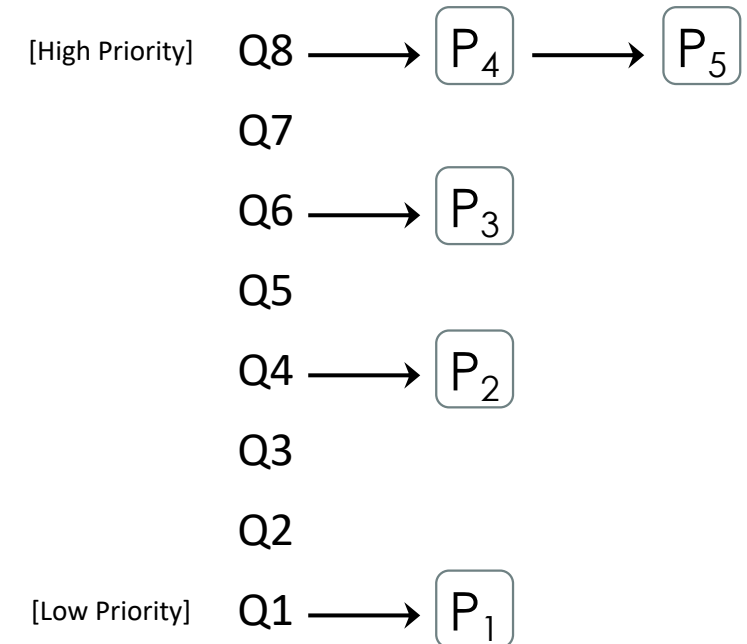 [High Priority] Q8 P4 P5
Q7
Q6 P3
Q5
Q4 P2
Q3
Q2
[Low Priority] Q1 P1